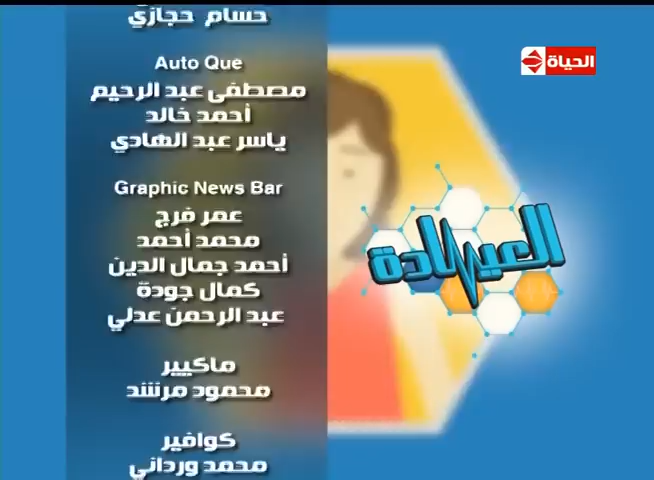 حسام حجازي
Auto Que
مصطفى عبد الرحيم
أحمد خالد
ياسر عبد الهادي
Graphic News Bar
عمر فرج
محمد أحمد
أحمد جمال الدين
كمال جودة
عبد الرحمن عدلي
ماكيير
محمود مرشد
كوافير
محمد ورداني
الحياة
العيادة